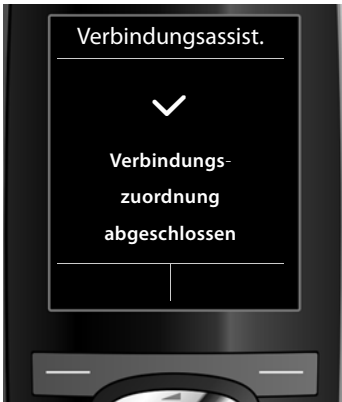 Verbindungsassist.
Verbindungs-
zuordnung
abgeschlossen